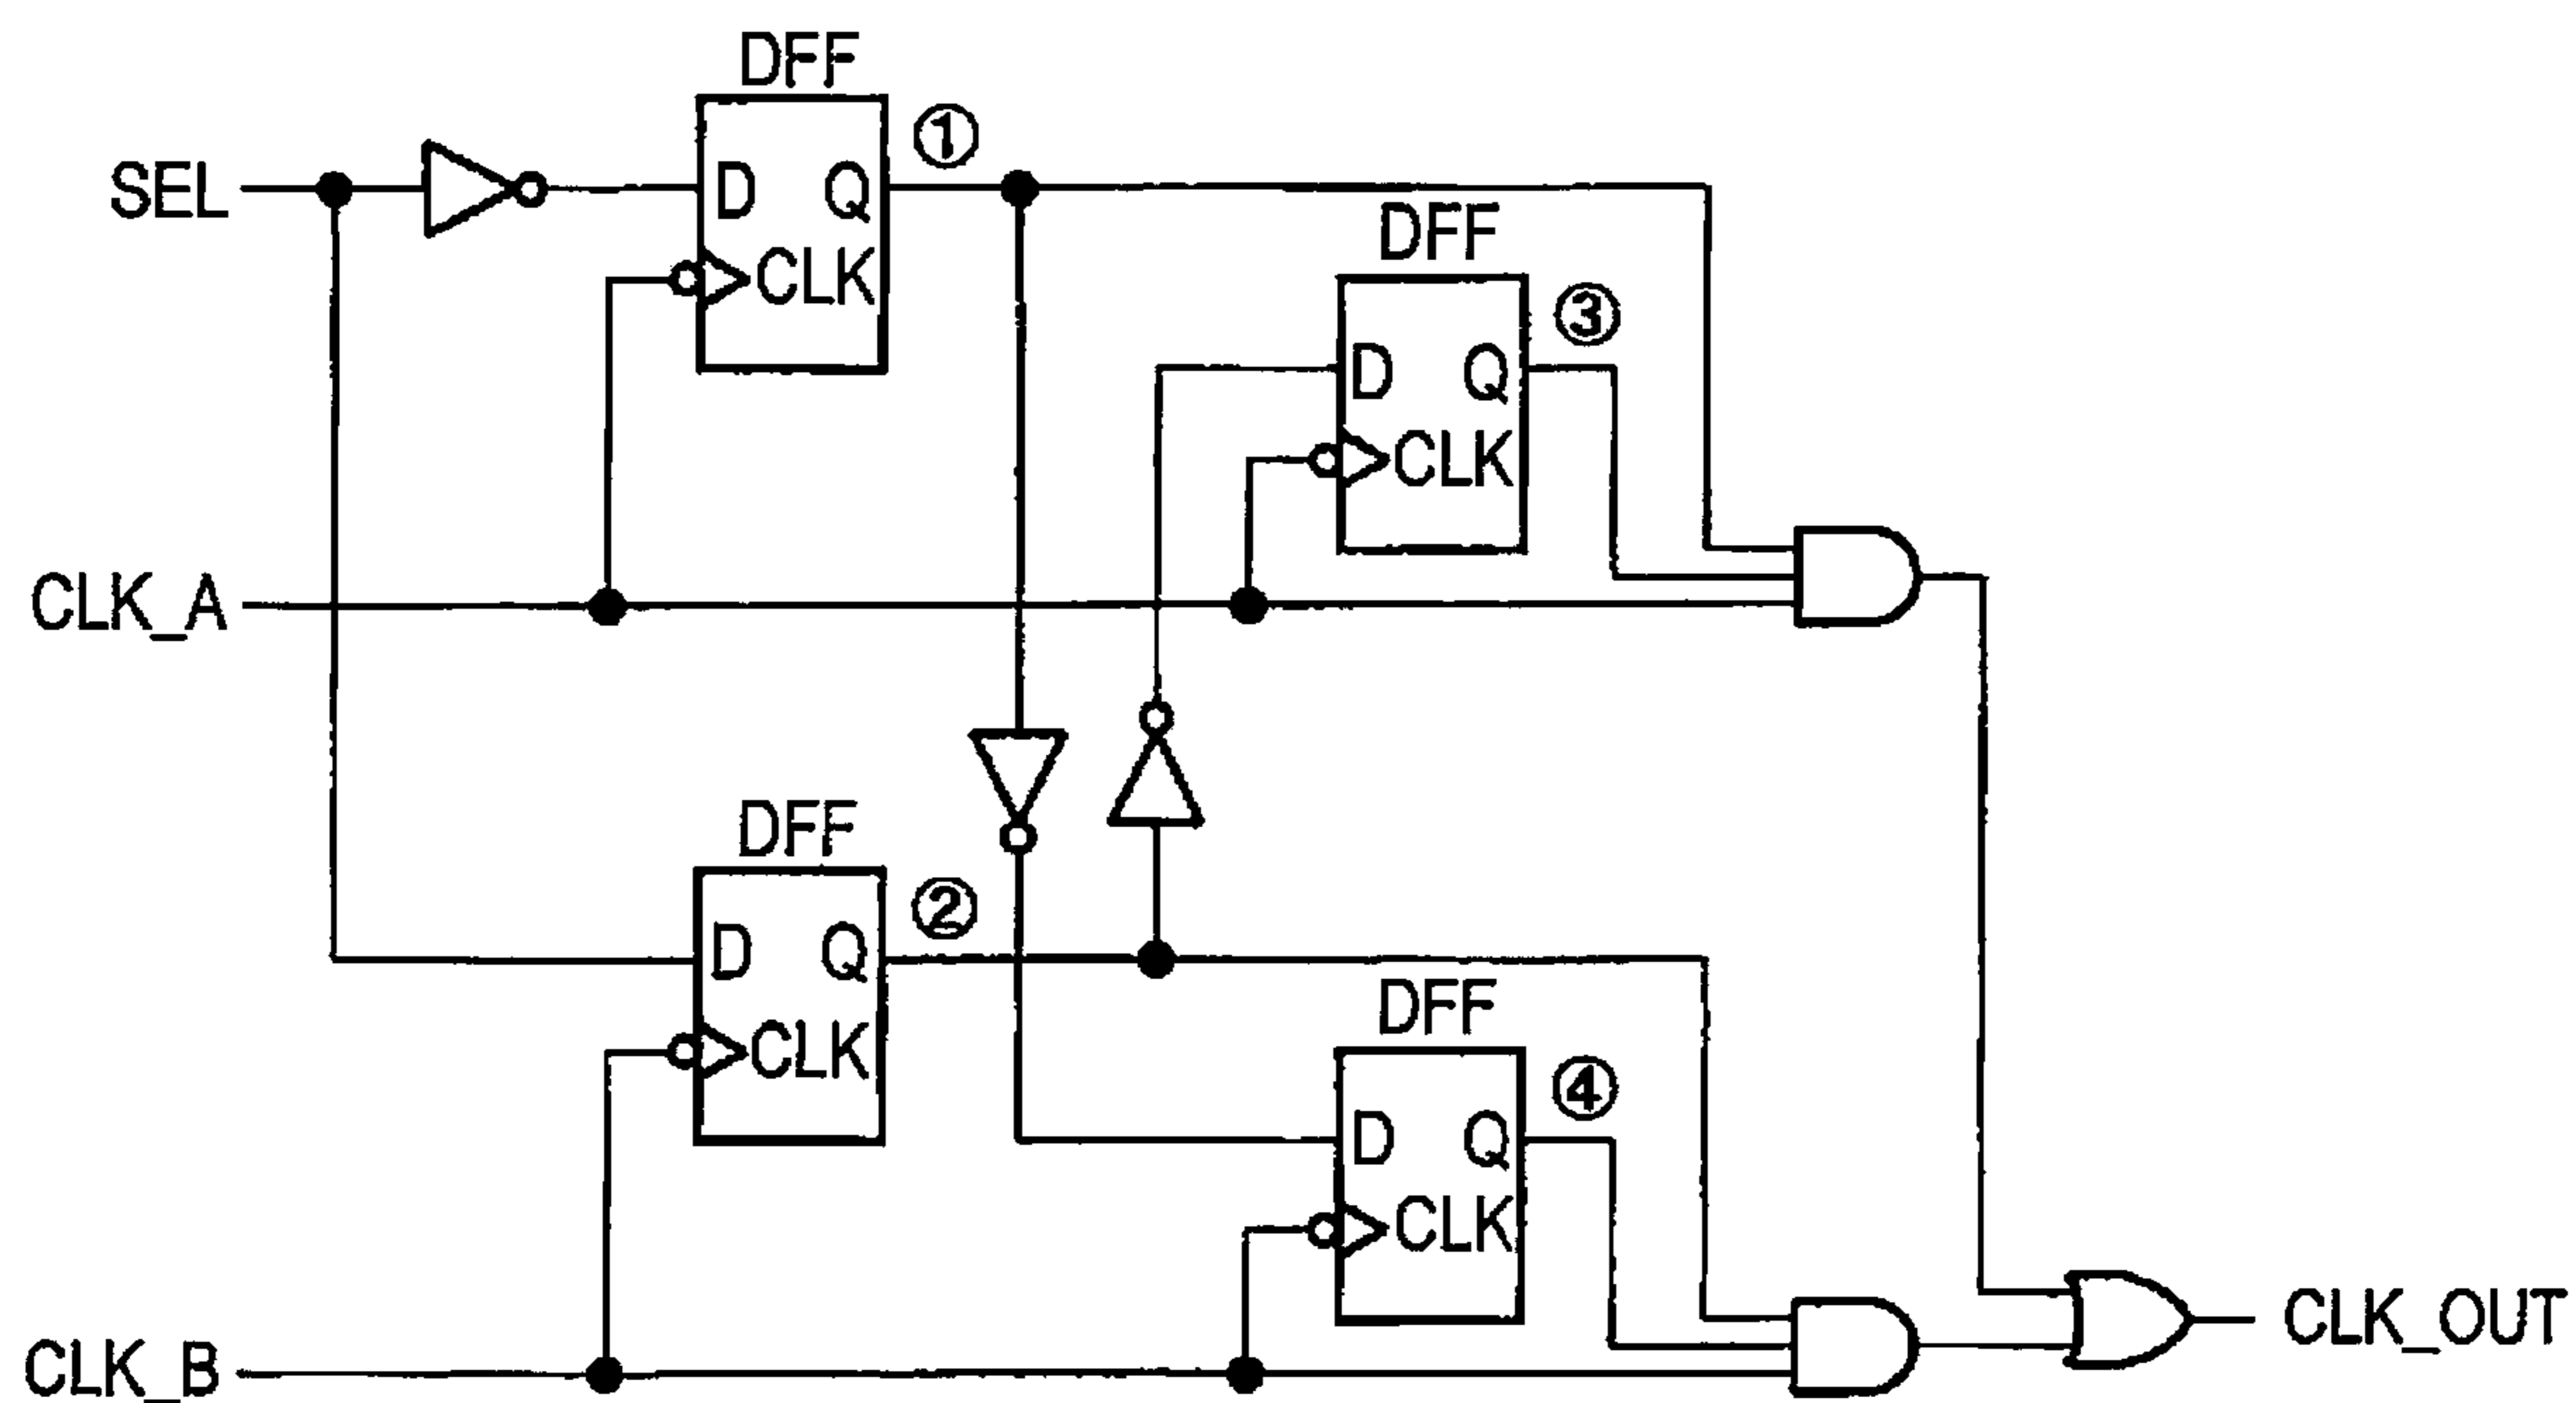 DFF
SEL
D Q
CLK
①
DFF
D Q
CLK
③
CLK_A
DFF
D Q
CLK
②
DFF
D Q
CLK
④
CLK_B
CLK_OUT